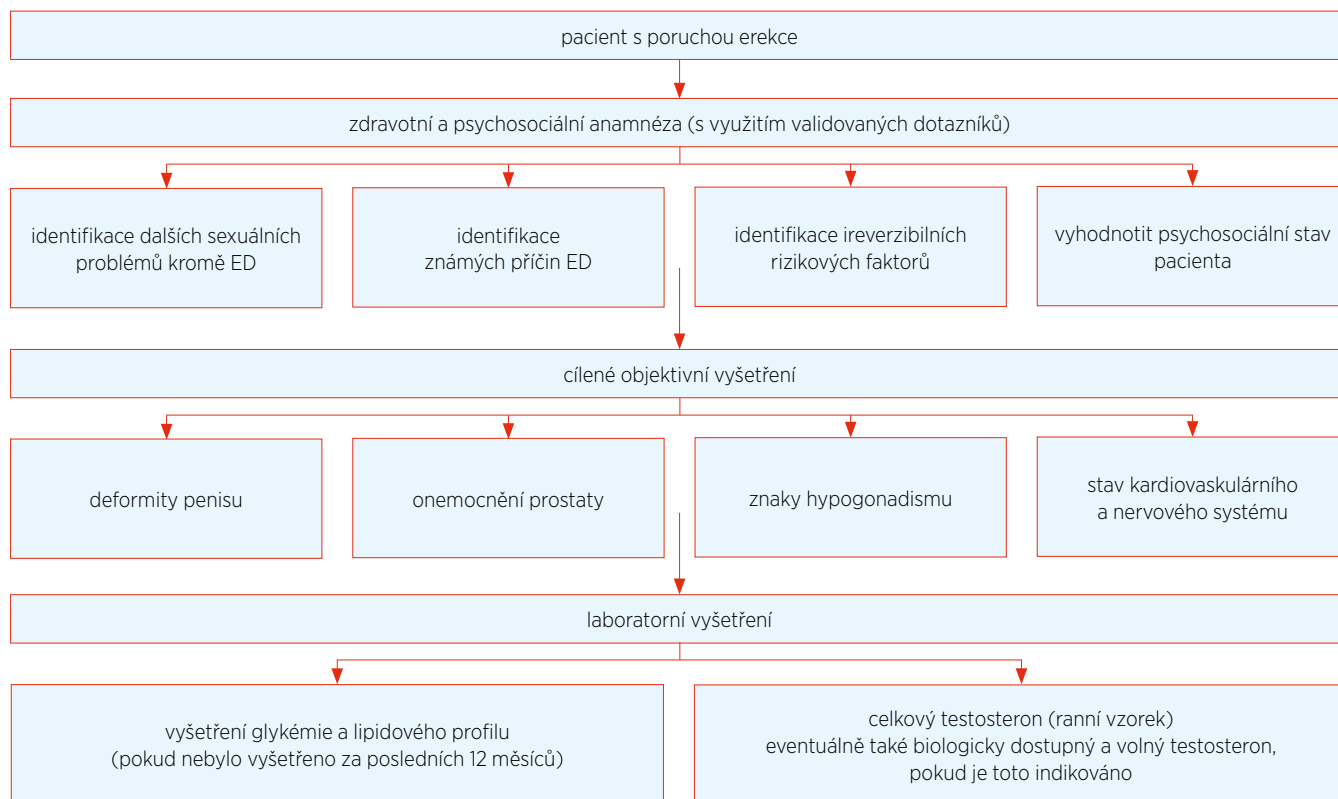 pacient s poruchou erekce
zdravotní a psychosociální anamnéza (s využitím validovaných dotazníků)
identifikace dalších sexuálních
problémů kromě ED
identifikace
známých příčin ED
identifikace ireverzibilních
rizikových faktorů
vyhodnotit psychosociální stav
pacienta
cílené objektivní vyšetření
deformity penisu
onemocnění prostaty
znaky hypogonadismu
stav kardiovaskulárního
a nervového systému
laboratorní vyšetření
vyšetření glykémie a lipidového profilu
(pokud nebylo vyšetřeno za posledních 12 měsíců)
celkový testosteron (ranní vzorek)
eventuálně také biologicky dostupný a volný testosteron,
pokud je toto indikováno